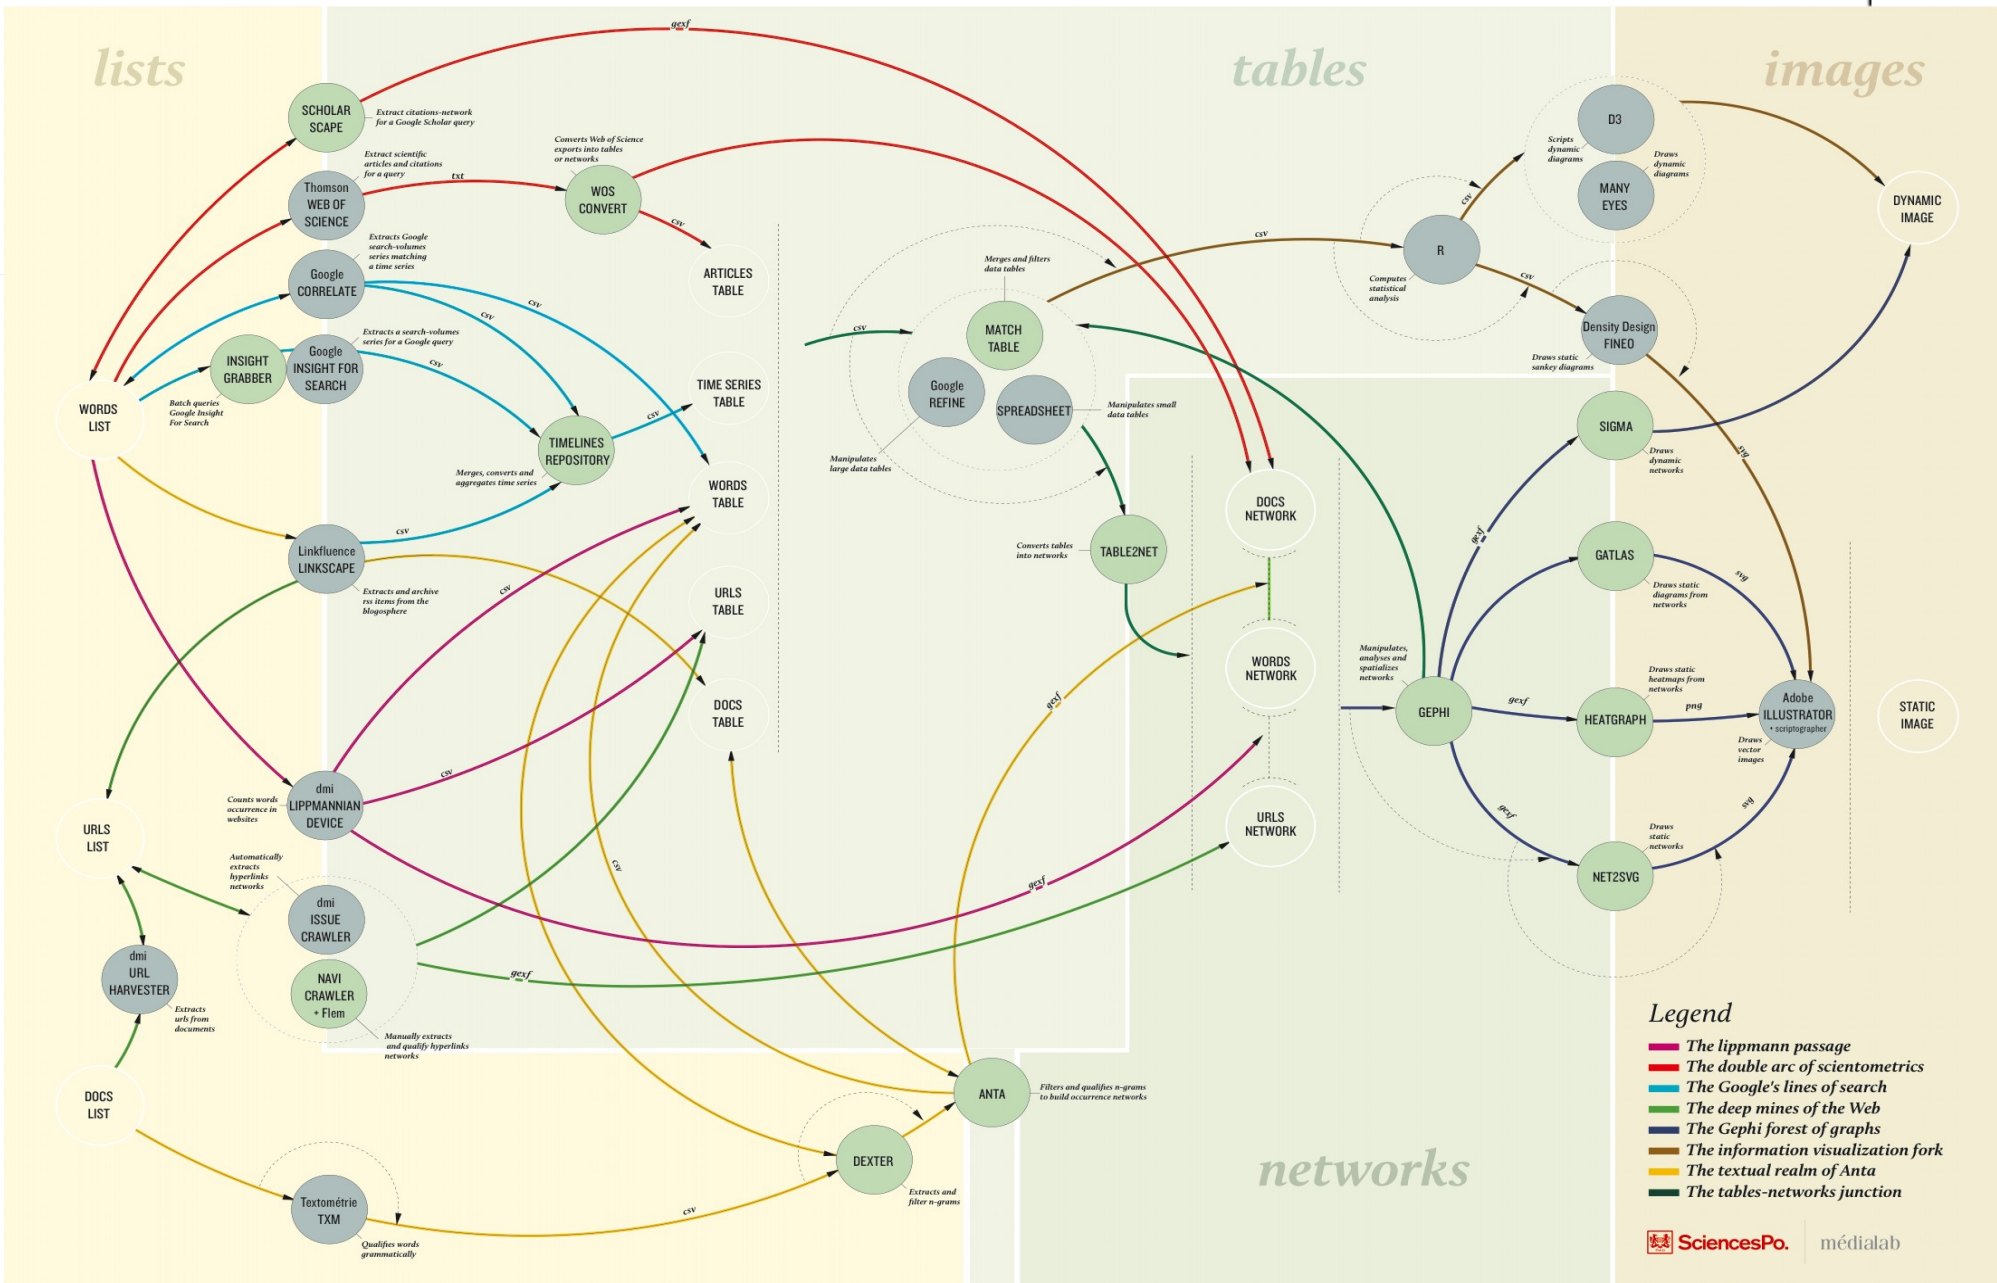 lists
tables
images
gexf
SCHOLAR
SCAPE
Extract citations-network
for a Google Scholar query
Extract scientific
articles and citations
for a query
Thomson
WEB OF
SCIENCE
txt
Converts Web of Science
exports into tables
or networks
WOS
CONVERT
csv
ARTICLES
TABLE
Extracts Google
search-volumes
series matching
a time series
Google
CORRELATE
csv
csv
Extracts a search-volumes
series for a Google query
INSIGHT
GRABBER
Google
INSIGHT FOR
SEARCH
csv
Batch queries
Google Insight
For Search
WORDS
LIST
TIMELINES
REPOSITORY
Merges, converts and
aggregates time series
csv
TIME SERIES
TABLE
WORDS
TABLE
Linkfluence
LINKSCAPE
csv
Extracts and archive
rss items from the
blogosphere
csv
URLS
TABLE
DOCS
TABLE
dmi
LIPPMANNIAN
DEVICE
Counts words
occurrence in
websites
csv
URLS
LIST
Automatically
extracts
hyperlinks
networks
dmi
ISSUE
CRAWLER
NAVI
CRAWLER
+ Flem
Manually extracts
and qualify hyperlinks
networks
dmi
URL
HARVESTER
Extracts
urls from
documents
DOCS
LIST
gexf
csv
Textométrie
TXM
Qualifies words
grammatically
csv
DEXTER
Extracts and
filter n-grams
ANTA
Filters and qualifies n-grams
to build occurrence networks
csv
Merges and filters
data tables
MATCH
TABLE
Google
REFINE
SPREADSHEET
Manipulates small
data tables
Manipulates
large data tables
Converts tables
into networks
TABLE2NET
csv
R
Computes
statistical
analysis
csv
csv
D3
Scripts
dynamic
diagrams
Draws
dynamic
diagrams
MANY
EYES
DYNAMIC
IMAGE
Density Design
FINEO
Draws static
sankey diagrams
SIGMA
Draws
dynamic
networks
svg
DOCS
NETWORK
WORDS
NETWORK
URLS
NETWORK
gexf
gexf
Manipulates,
analyses and
spatializes
networks
GEPHI
gexf
GATLAS
Draws static
diagrams from
networks
svg
gexf
Draws static
heatmaps from
networks
HEATGRAPH
png
Adobe
ILLUSTRATOR
+ scriptographer
Draws
vector
images
STATIC
IMAGE
gexf
Draws
static
networks
NET2SVG
svg
networks
Legend
The lippmann passage
The double arc of scientometrics
The Google's lines of search
The deep mines of the Web
The Gephi forest of graphs
The information visualization fork
The textual realm of Anta
The tables-networks junction
SciencesPo.
médialab